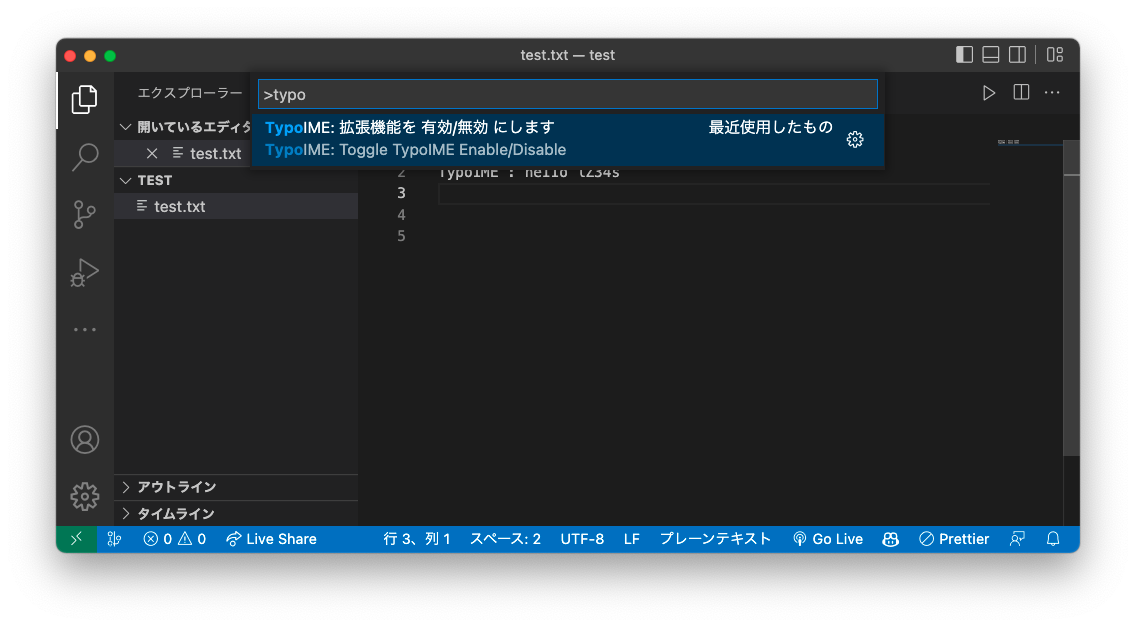 test.txt — test
エクスプローラー
>typo
TypoIME: 拡張機能を 有効/無効 にします
最近使用したもの
TypoIME: Toggle TypoIME Enable/Disable
開いているエディタ
test.txt
TEST
test.txt
2 TypoIME : hello
3
4
5
アウトライン
タイムライン
0 0 Live Share 行 3、列 1 スペース: 2 UTF-8 LF プレーンテキスト Go Live Prettier